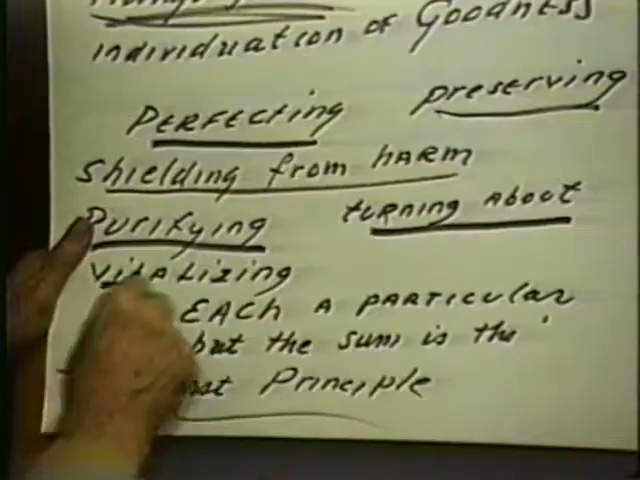 individuation of Goodness
PERFECting preserving
Shielding from HARM
Purifying turning About
VitAlizing
EACh A pARticular
but the sum is the
Principle